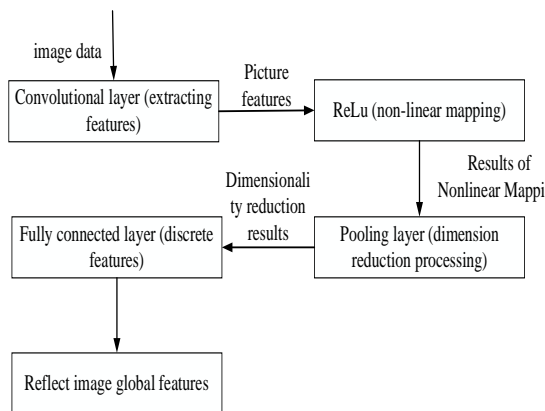 image data
Convolutional layer (extracting
features)
Picture
features
ReLu (non-linear mapping)
Results of
Nonlinear Mappi
Dimensionali
ty reduction
results
Pooling layer (dimension
reduction processing)
Fully connected layer (discrete
features)
Reflect image global features